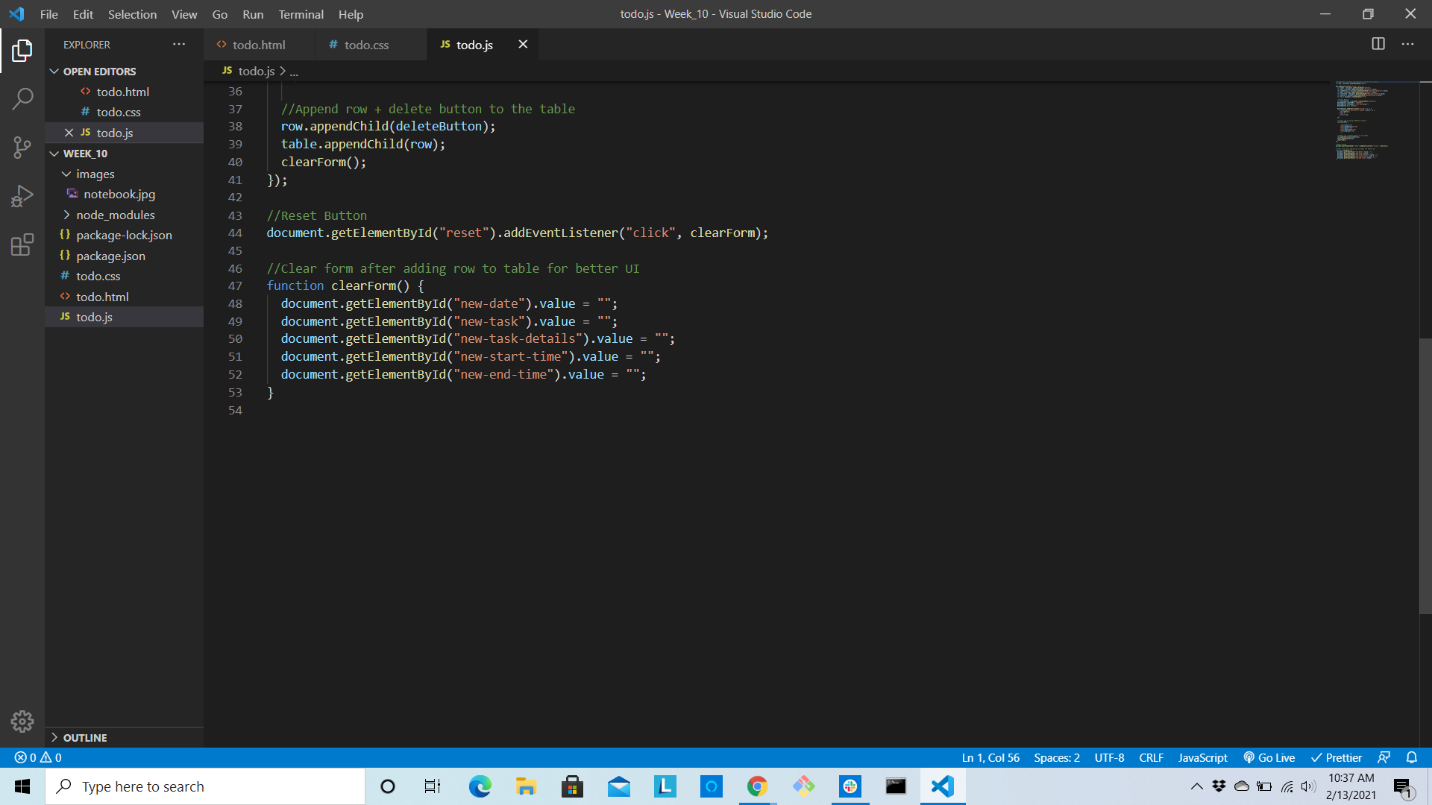 File Edit Selection View Go Run Terminal Help
todo.js - Week_10 - Visual Studio Code
EXPLORER
OPEN EDITORS
todo.html
todo.css
todo.js
WEEK_10
images
notebook.jpg
node_modules
package-lock.json
package.json
todo.css
todo.html
todo.js
OUTLINE
todo.html
todo.css
todo.js
todo.js > ...
36
37 //Append row + delete button to the table
38 row.appendChild(deleteButton);
39 table.appendChild(row);
40 clearForm();
41 });
42
43 //Reset Button
44 document.getElementById("reset").addEventListener("click", clearForm);
45
46 //Clear form after adding row to table for better UI
47 function clearForm() {
48 document.getElementById("new-date").value = "";
49 document.getElementById("new-task").value = "";
50 document.getElementById("new-task-details").value = "";
51 document.getElementById("new-start-time").value = "";
52 document.getElementById("new-end-time").value = "";
53 }
54
0 0
Ln 1, Col 56 Spaces: 2 UTF-8 CRLF JavaScript Go Live Prettier
Type here to search
10:37 AM
2/13/2021
1